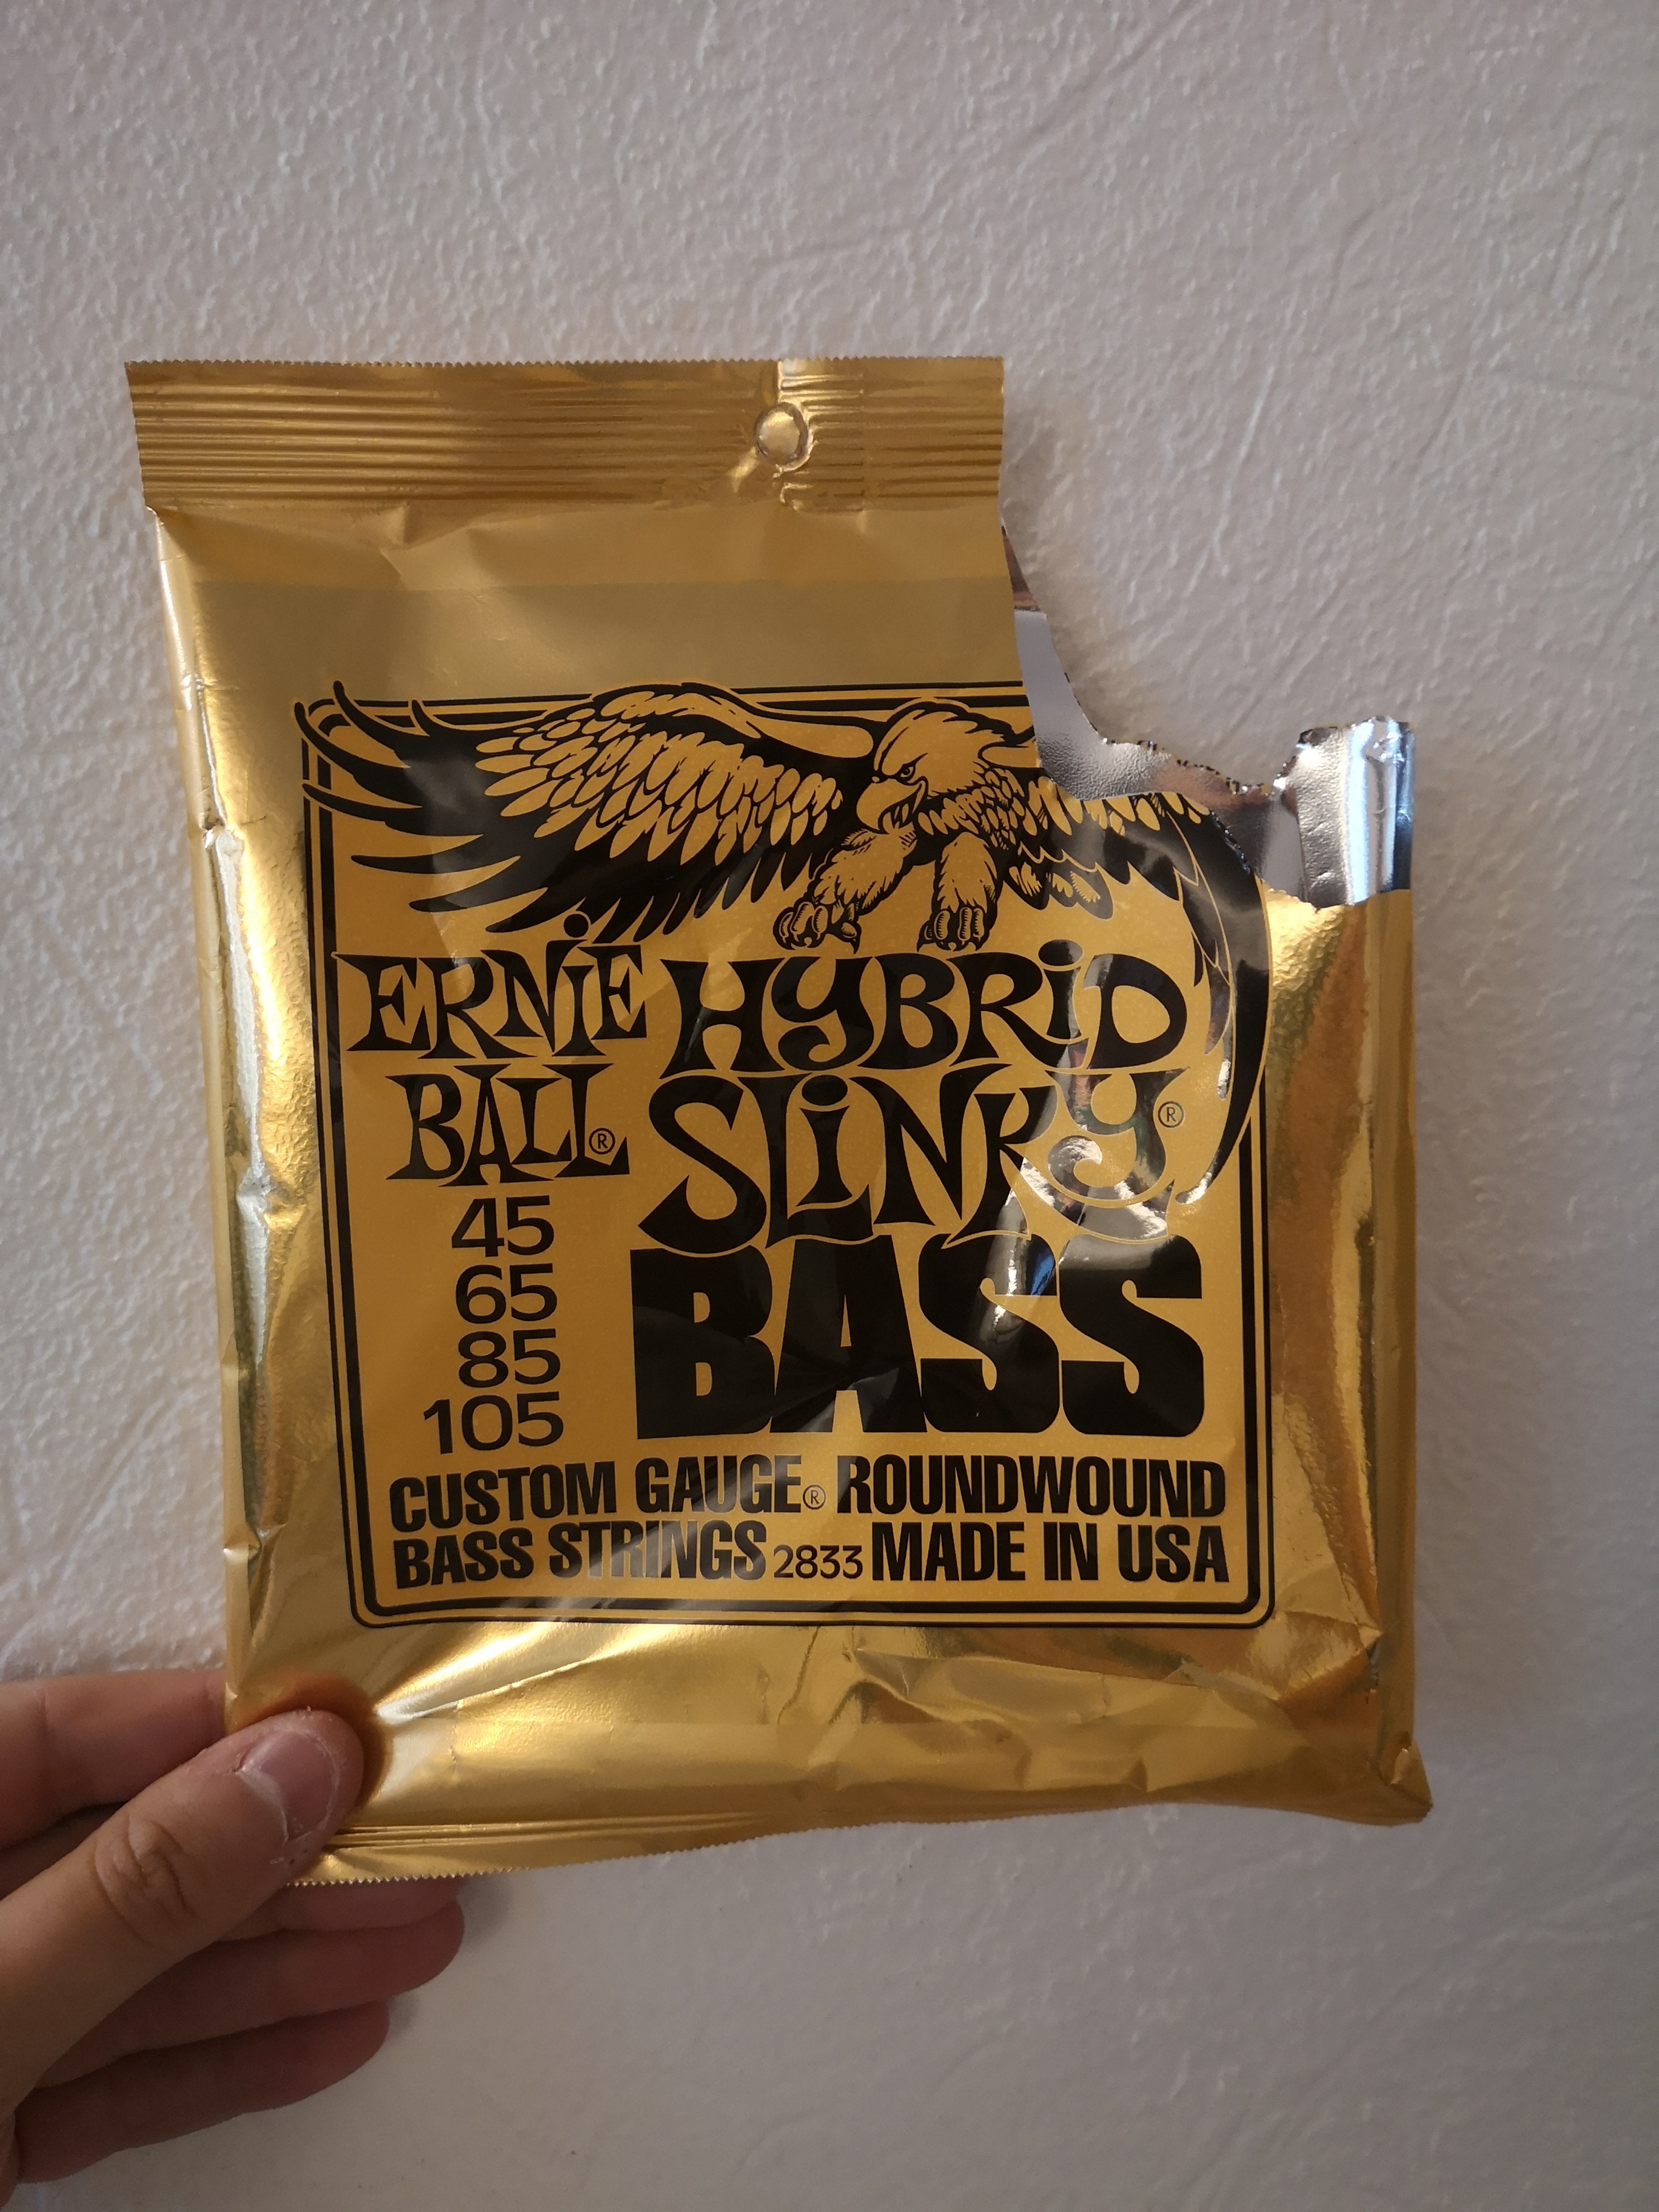 ERNIE
BALL®
HYBRID
SLINKY®
BASS
45
65
85
105
CUSTOM GAUGE® ROUNDWOUND
BASS STRINGS 2833 MADE IN USA